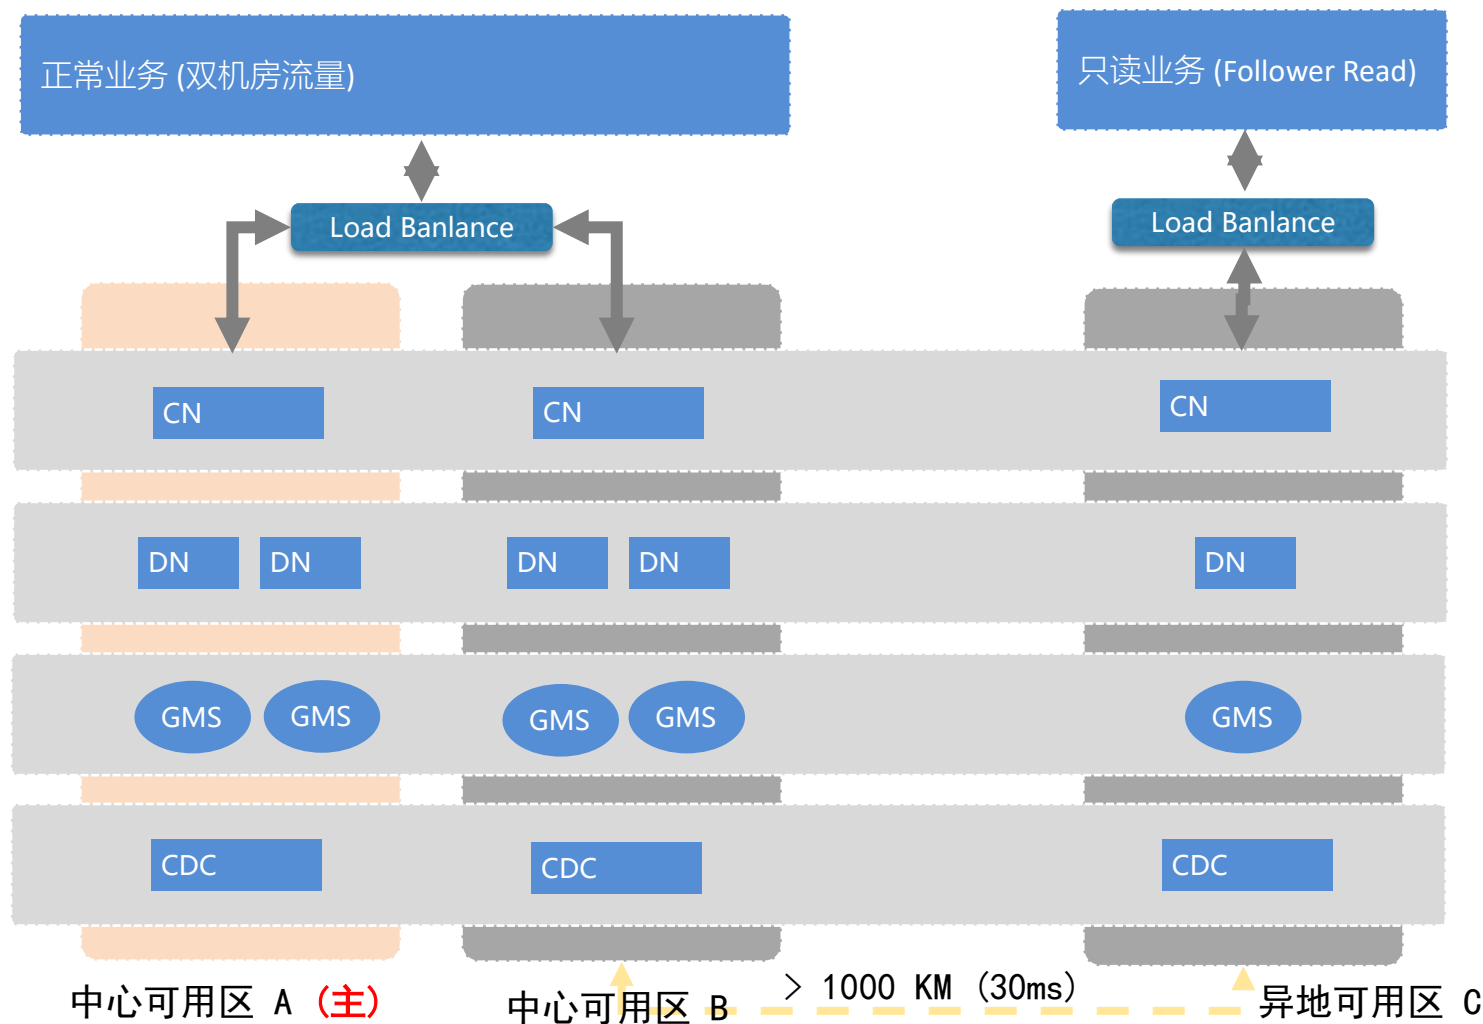 正常业务 (双机房流量)
只读业务 (Follower Read)
Load Banlance
Load Banlance
CN
CN
CN
DN
DN
DN
DN
DN
GMS
GMS
GMS
GMS
GMS
CDC
CDC
CDC
中心可用区 A (主)
中心可用区 B
> 1000 KM (30ms)
异地可用区 C